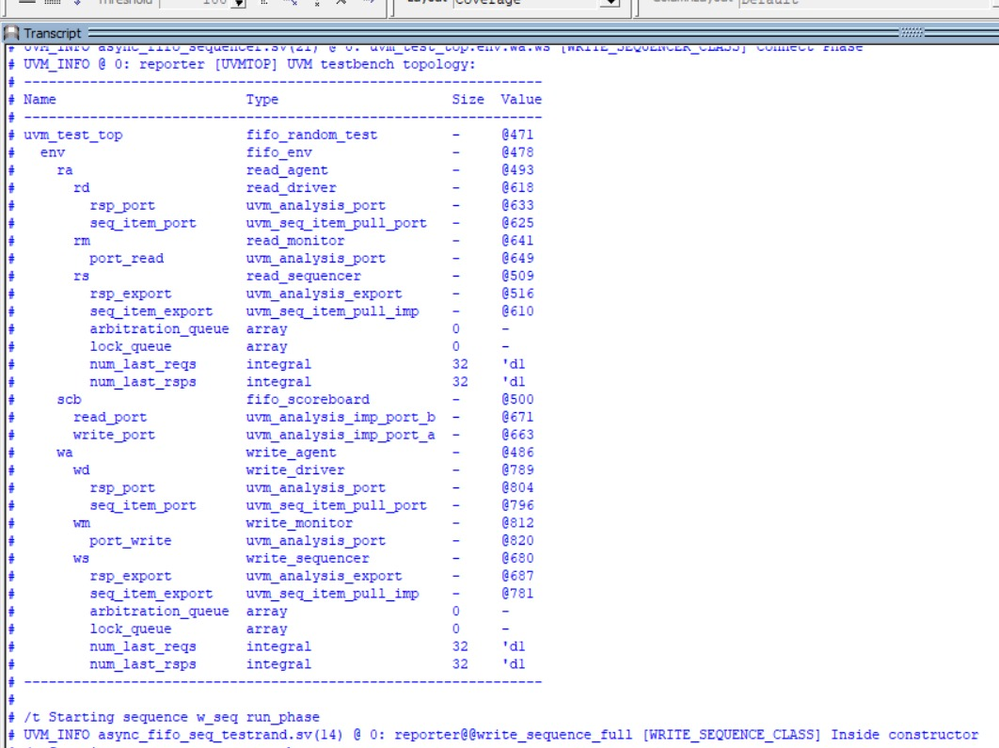 Threshold 100 Layout Coverage ColumnLayout Default
Transcript
# UVM_INFO async_fifo_sequencer.sv(21) @ 0: uvm_test_top.env.wa.ws [WRITE_SEQUENCER_CLASS] Connect Phase
# UVM_INFO @ 0: reporter [UVMTOP] UVM testbench topology:
# ---------------------------------------------------------------
# Name Type Size Value
# ---------------------------------------------------------------
# uvm_test_top fifo_random_test - @471
# env fifo_env - @478
# ra read_agent - @493
# rd read_driver - @618
# rsp_port uvm_analysis_port - @633
# seq_item_port uvm_seq_item_pull_port - @625
# rm read_monitor - @641
# port_read uvm_analysis_port - @649
# rs read_sequencer - @509
# rsp_export uvm_analysis_export - @516
# seq_item_export uvm_seq_item_pull_imp - @610
# arbitration_queue array 0 -
# lock_queue array 0 -
# num_last_reqs integral 32 'd1
# num_last_rsps integral 32 'd1
# scb fifo_scoreboard - @500
# read_port uvm_analysis_imp_port_b - @671
# write_port uvm_analysis_imp_port_a - @663
# wa write_agent - @486
# wd write_driver - @789
# rsp_port uvm_analysis_port - @804
# seq_item_port uvm_seq_item_pull_port - @796
# wm write_monitor - @812
# port_write uvm_analysis_port - @820
# ws write_sequencer - @680
# rsp_export uvm_analysis_export - @687
# seq_item_export uvm_seq_item_pull_imp - @781
# arbitration_queue array 0 -
# lock_queue array 0 -
# num_last_reqs integral 32 'd1
# num_last_rsps integral 32 'd1
# ---------------------------------------------------------------
#
# /t Starting sequence w_seq run_phase
# UVM_INFO async_fifo_seq_testrand.sv(14) @ 0: reporter@@write_sequence_full [WRITE_SEQUENCE_CLASS] Inside constructor